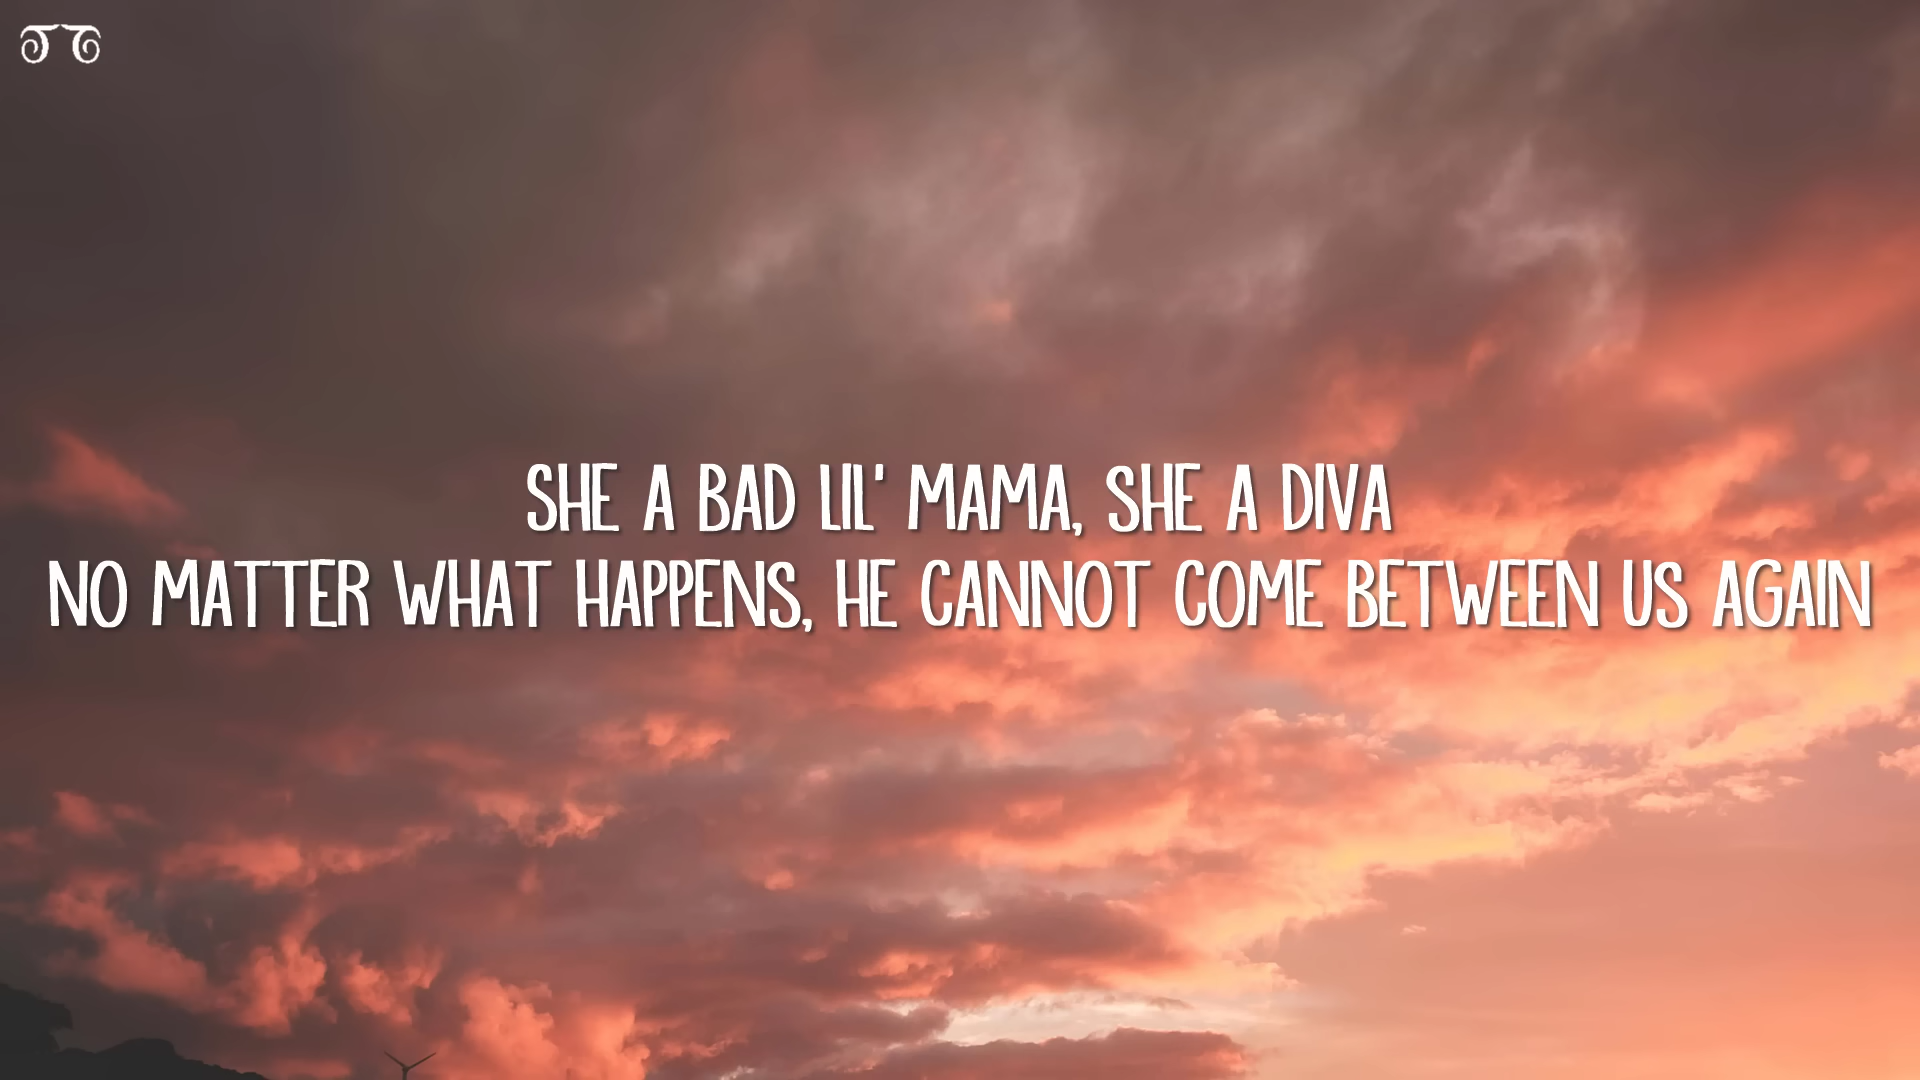 SHE A BAD LIL' MAMA, SHE A DIVA
NO MATTER WHAT HAPPENS, HE CANNOT COME BETWEEN US AGAIN